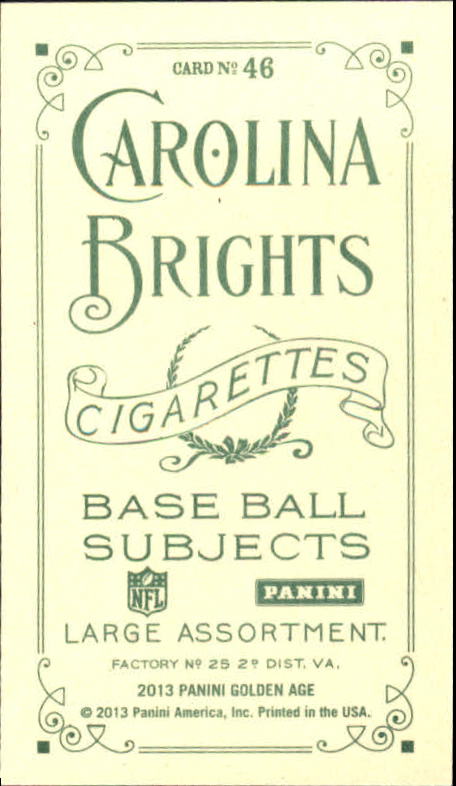 CARD Nº 46
CAROLINA
BRIGHTS
CIGARETTES
BASE BALL
SUBJECTS
NFL PANINI
LARGE ASSORTMENT.
FACTORY Nº 25 2ᴰ DIST. VA.
2013 PANINI GOLDEN AGE
© 2013 Panini America, Inc. Printed in the USA.